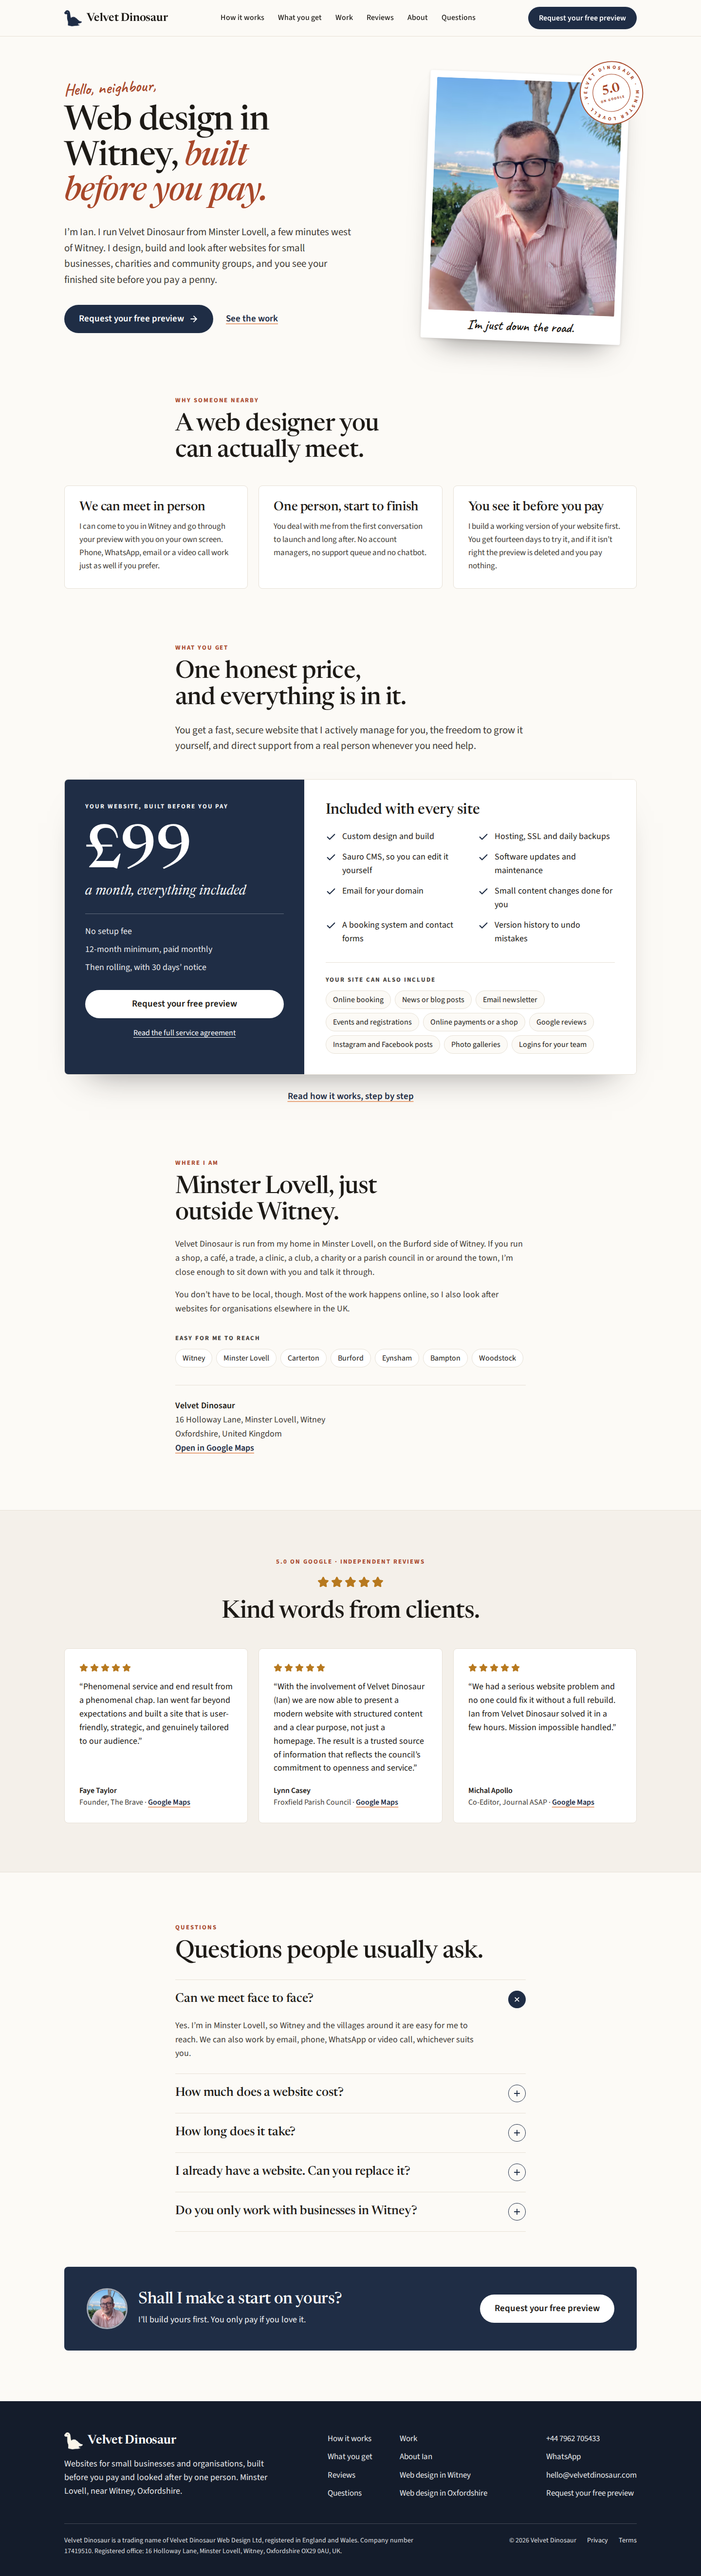 Velvet Dinosaur
How it works
What you get
Work
Reviews
About
Questions
Request your free preview
Hello, neighbour,
Web design in
Witney, built
before you pay.
I'm Ian. I run Velvet Dinosaur from Minster Lovell, a few minutes west
of Witney. I design, build and look after websites for small
businesses, charities and community groups, and you see your
finished site before you pay a penny.
Request your free preview
See the work
VELVET DINOSAUR · MINSTER LOVELL ·
5.0
ON GOOGLE
I'm just down the road.
WHY SOMEONE NEARBY
A web designer you
can actually meet.
We can meet in person
I can come to you in Witney and go through
your preview with you on your own screen.
Phone, WhatsApp, email or a video call work
just as well if you prefer.
One person, start to finish
You deal with me from the first conversation
to launch and long after. No account
managers, no support queue and no chatbot.
You see it before you pay
I build a working version of your website first.
You get fourteen days to try it, and if it isn't
right the preview is deleted and you pay
nothing.
WHAT YOU GET
One honest price,
and everything is in it.
You get a fast, secure website that I actively manage for you, the freedom to grow it
yourself, and direct support from a real person whenever you need help.
YOUR WEBSITE, BUILT BEFORE YOU PAY
£99
a month, everything included
No setup fee
12-month minimum, paid monthly
Then rolling, with 30 days' notice
Request your free preview
Read the full service agreement
Included with every site
Custom design and build
Hosting, SSL and daily backups
Sauro CMS, so you can edit it
yourself
Software updates and
maintenance
Email for your domain
Small content changes done for
you
A booking system and contact
forms
Version history to undo
mistakes
YOUR SITE CAN ALSO INCLUDE
Online booking
News or blog posts
Email newsletter
Events and registrations
Online payments or a shop
Google reviews
Instagram and Facebook posts
Photo galleries
Logins for your team
Read how it works, step by step
WHERE I AM
Minster Lovell, just
outside Witney.
Velvet Dinosaur is run from my home in Minster Lovell, on the Burford side of Witney. If you run
a shop, a café, a trade, a clinic, a club, a charity or a parish council in or around the town, I'm
close enough to sit down with you and talk it through.
You don't have to be local, though. Most of the work happens online, so I also look after
websites for organisations elsewhere in the UK.
EASY FOR ME TO REACH
Witney
Minster Lovell
Carterton
Burford
Eynsham
Bampton
Woodstock
Velvet Dinosaur
16 Holloway Lane, Minster Lovell, Witney
Oxfordshire, United Kingdom
Open in Google Maps
5.0 ON GOOGLE · INDEPENDENT REVIEWS
Kind words from clients.
"Phenomenal service and end result from
a phenomenal chap. Ian went far beyond
expectations and built a site that is user-
friendly, strategic, and genuinely tailored
to our audience."
Faye Taylor
Founder, The Brave · Google Maps
"With the involvement of Velvet Dinosaur
(Ian) we are now able to present a
modern website with structured content
and a clear purpose, not just a
homepage. The result is a trusted source
of information that reflects the council's
commitment to openness and service."
Lynn Casey
Froxfield Parish Council · Google Maps
"We had a serious website problem and
no one could fix it without a full rebuild.
Ian from Velvet Dinosaur solved it in a
few hours. Mission impossible handled."
Michal Apollo
Co-Editor, Journal ASAP · Google Maps
QUESTIONS
Questions people usually ask.
Can we meet face to face?
Yes. I'm in Minster Lovell, so Witney and the villages around it are easy for me to
reach. We can also work by email, phone, WhatsApp or video call, whichever suits
you.
How much does a website cost?
How long does it take?
I already have a website. Can you replace it?
Do you only work with businesses in Witney?
Shall I make a start on yours?
I'll build yours first. You only pay if you love it.
Request your free preview
Velvet Dinosaur
Websites for small businesses and organisations, built
before you pay and looked after by one person. Minster
Lovell, near Witney, Oxfordshire.
How it works
What you get
Reviews
Questions
Work
About Ian
Web design in Witney
Web design in Oxfordshire
+44 7962 705433
WhatsApp
hello@velvetdinosaur.com
Request your free preview
Velvet Dinosaur is a trading name of Velvet Dinosaur Web Design Ltd, registered in England and Wales. Company number
17419510. Registered office: 16 Holloway Lane, Minster Lovell, Witney, Oxfordshire OX29 0AU, UK.
© 2026 Velvet Dinosaur
Privacy
Terms